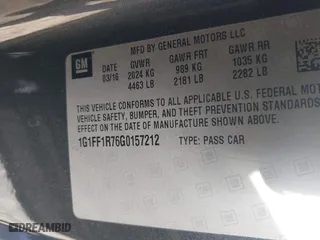 MFD BY GENERAL MOTORS LLC
GM
DATE GVWR GAWR FRT GAWR RR
03/16 2024 KG 989 KG 1035 KG
4463 LB 2181 LB 2282 LB
THIS VEHICLE CONFORMS TO ALL APPLICABLE U.S. FEDERAL MOTOR
VEHICLE SAFETY, BUMPER, AND THEFT PREVENTION STANDARDS
IN EFFECT ON THE DATE OF MANUFACTURE SHOWN ABOVE.
1G1FF1R76G0157212 TYPE: PASS CAR
DREAMBID